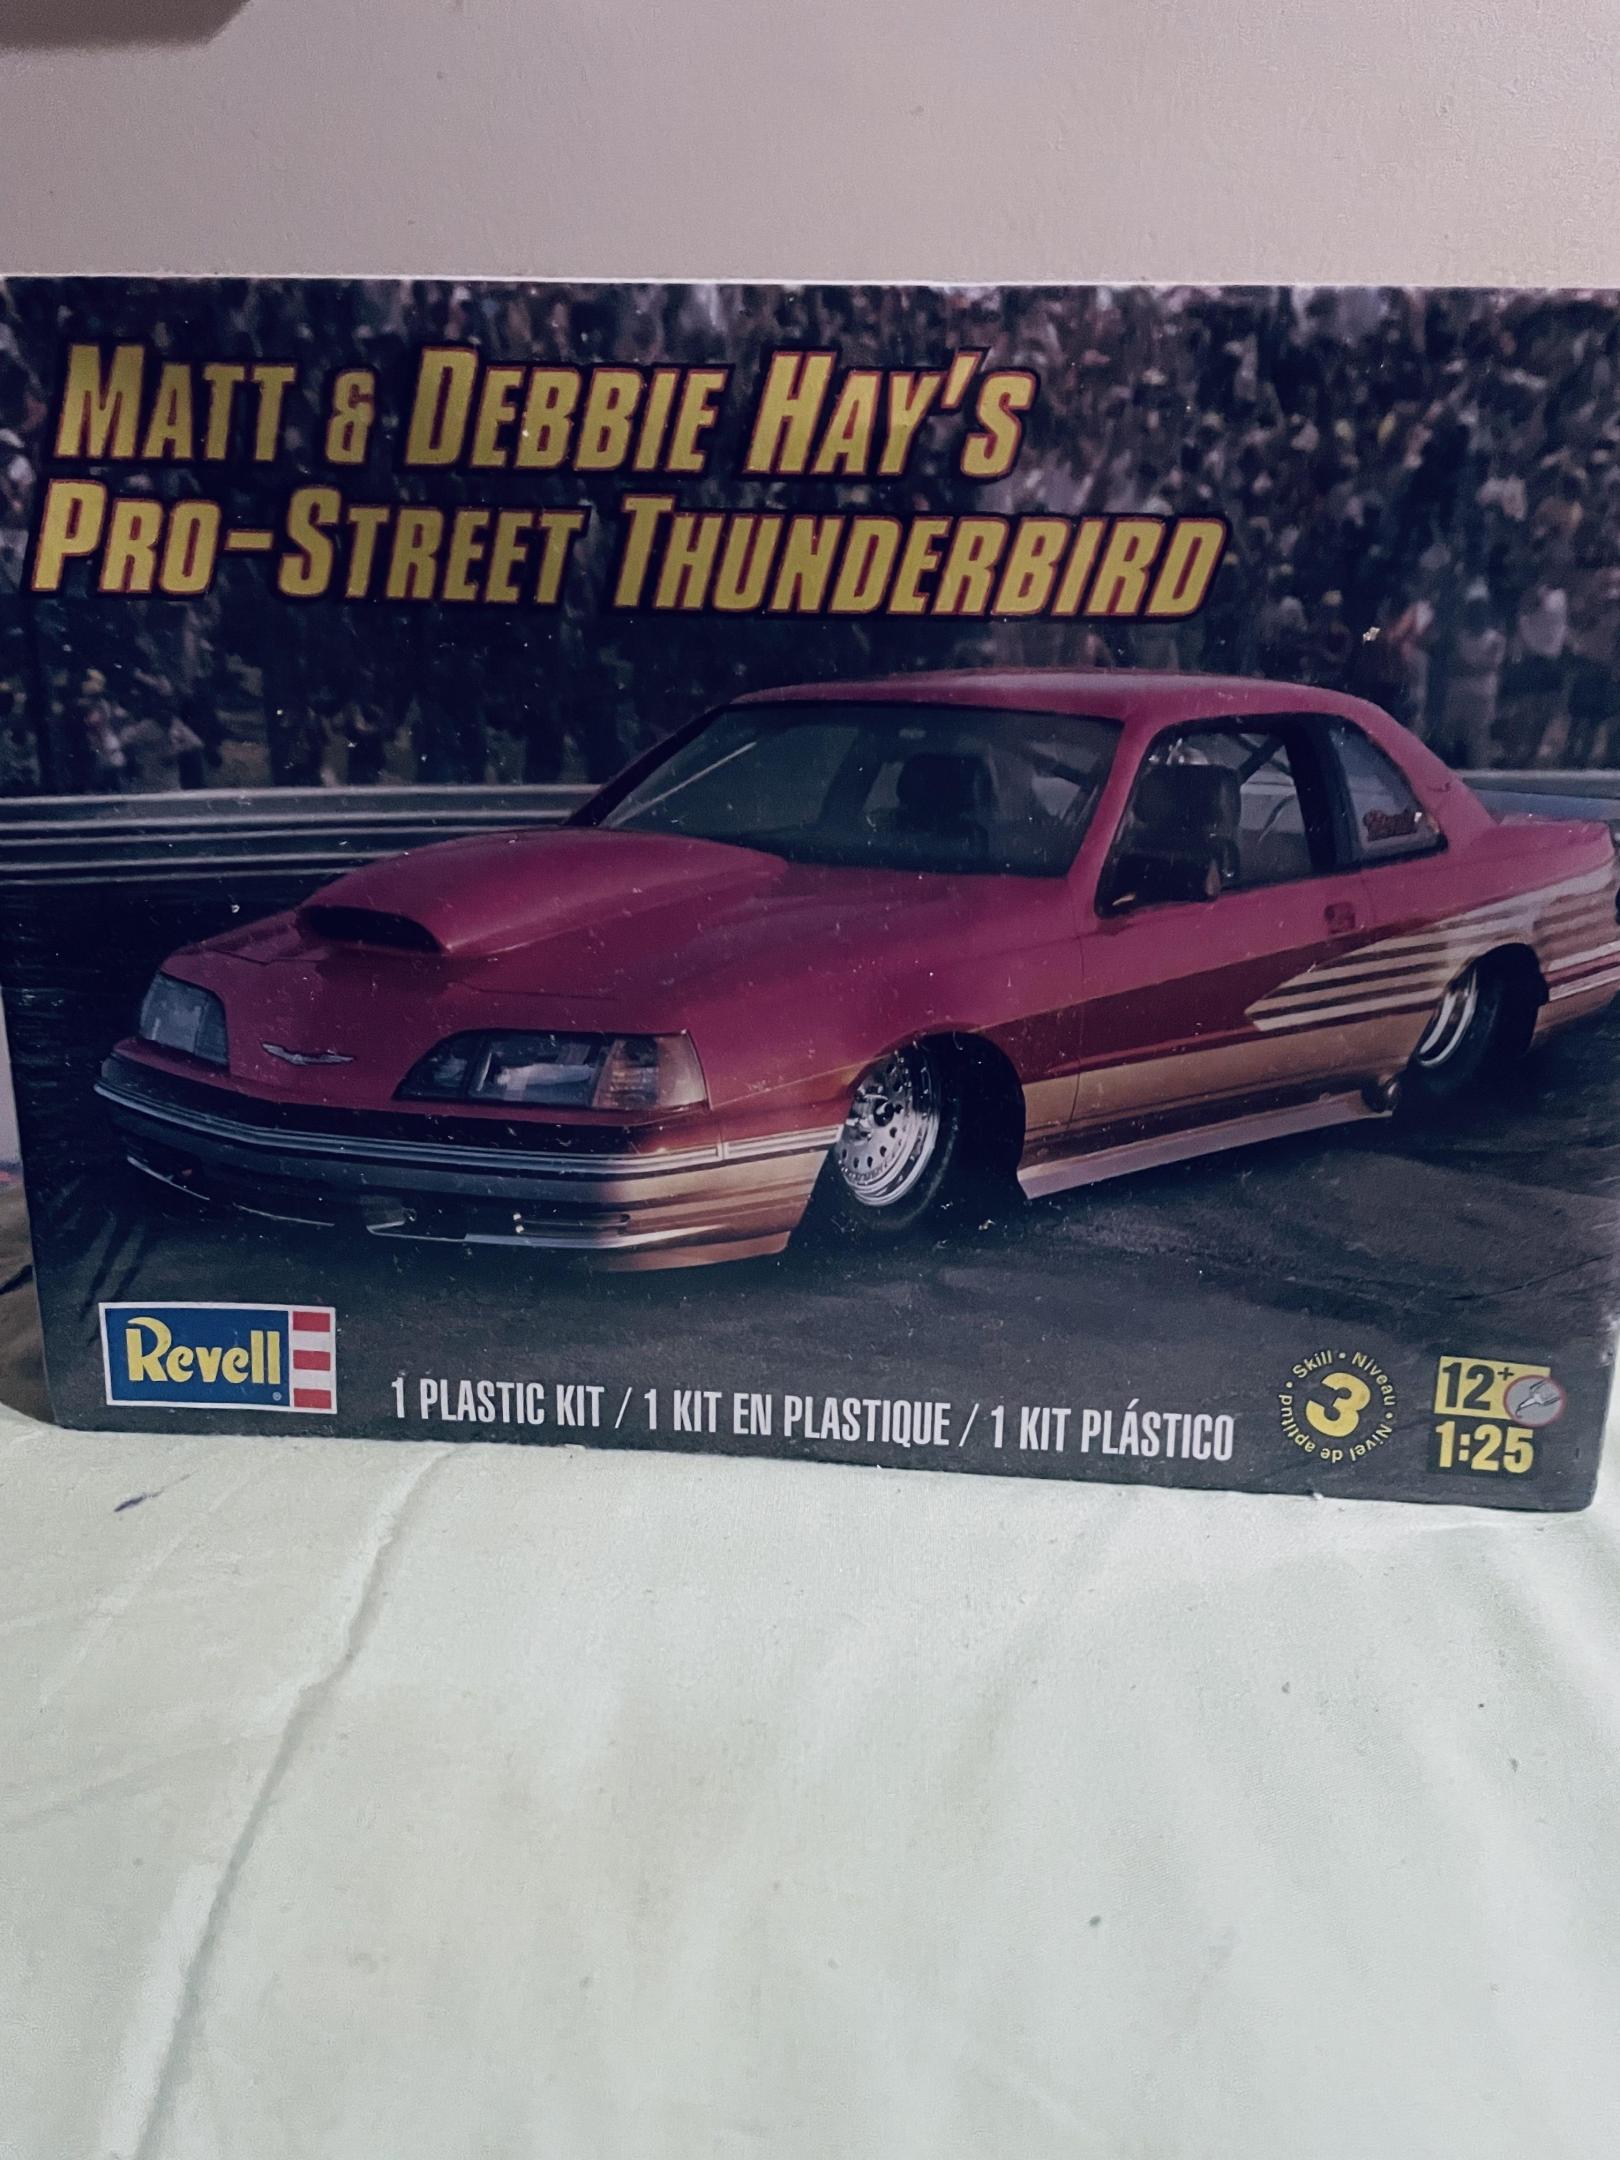 MATT & DEBBIE HAY'S
PRO-STREET THUNDERBIRD
Revell®
1 PLASTIC KIT / 1 KIT EN PLASTIQUE / 1 KIT PLÁSTICO
Skill • Niveau • Nivel de aptitud •
3
12+
1:25